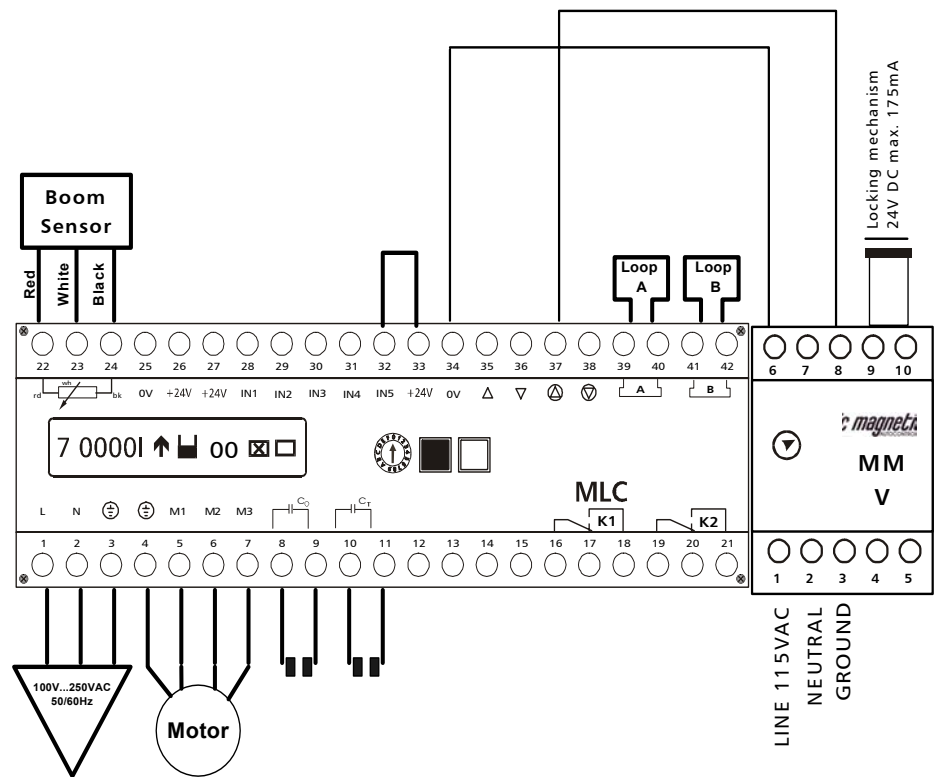 Locking mechanism
24V DC max. 175mA
Boom
Sensor
Red
White
Black
Loop
A
Loop
B
22 23 24 25 26 27 28 29 30 31 32 33 34 35 36 37 38 39 40 41 42
6 7 8 9 10
rd wh bk 0V +24V +24V IN1 IN2 IN3 IN4 IN5 +24V 0V A B
magneti
AUTOCONTROL
7 0000I 00
MM
V
MLC
L N M1 M2 M3 C0 CT K1 K2
1 2 3 4 5 6 7 8 9 10 11 12 13 14 15 16 17 18 19 20 21
1 2 3 4 5
100V...250VAC
50/60Hz
Motor
LINE 115VAC
NEUTRAL
GROUND